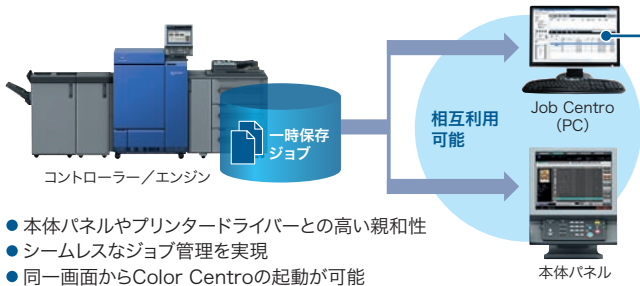 一時保存
ジョブ
コントローラー／エンジン
相互利用
可能
Job Centro
（PC）
本体パネル
● 本体パネルやプリンタードライバーとの高い親和性
● シームレスなジョブ管理を実現
● 同一画面からColor Centroの起動が可能